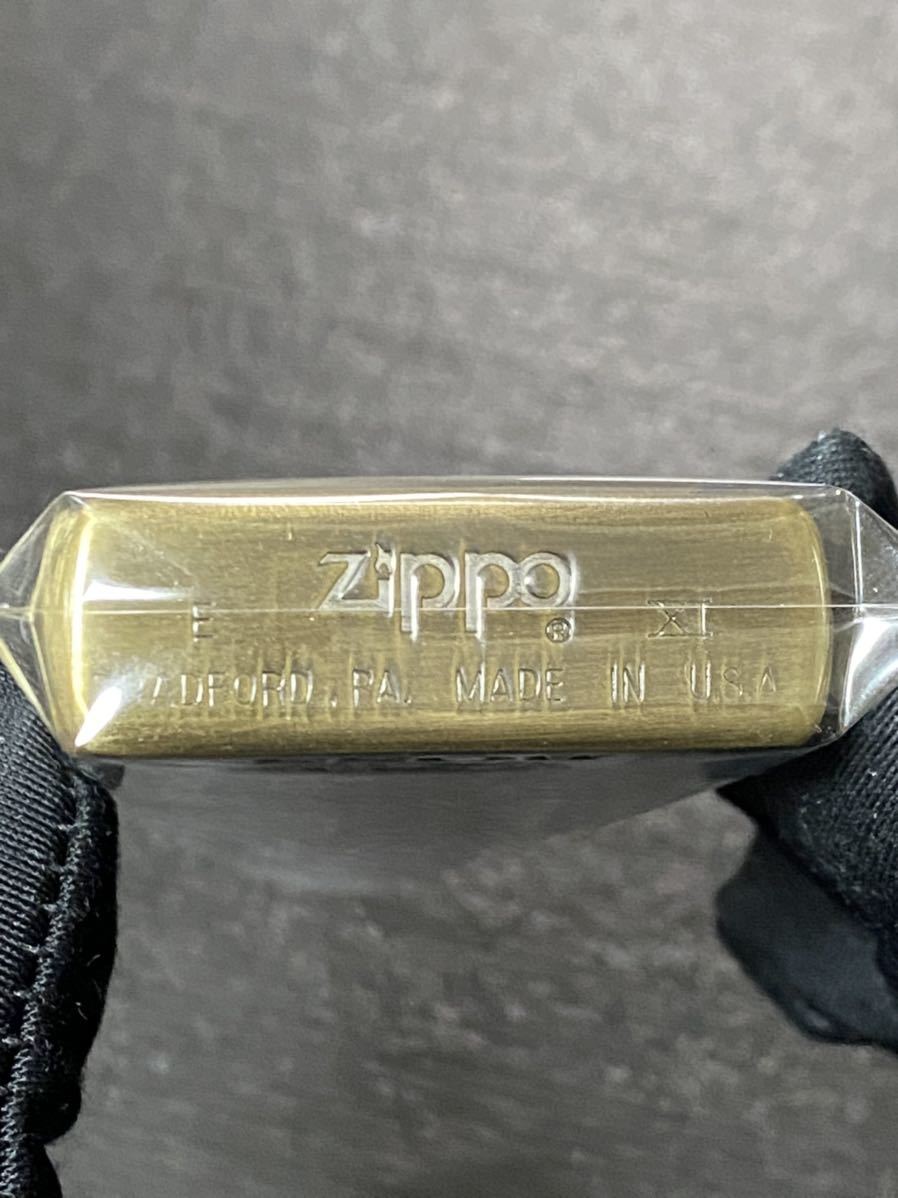 Zippo
E ® XI
BRADFORD, PA. MADE IN U.S.A